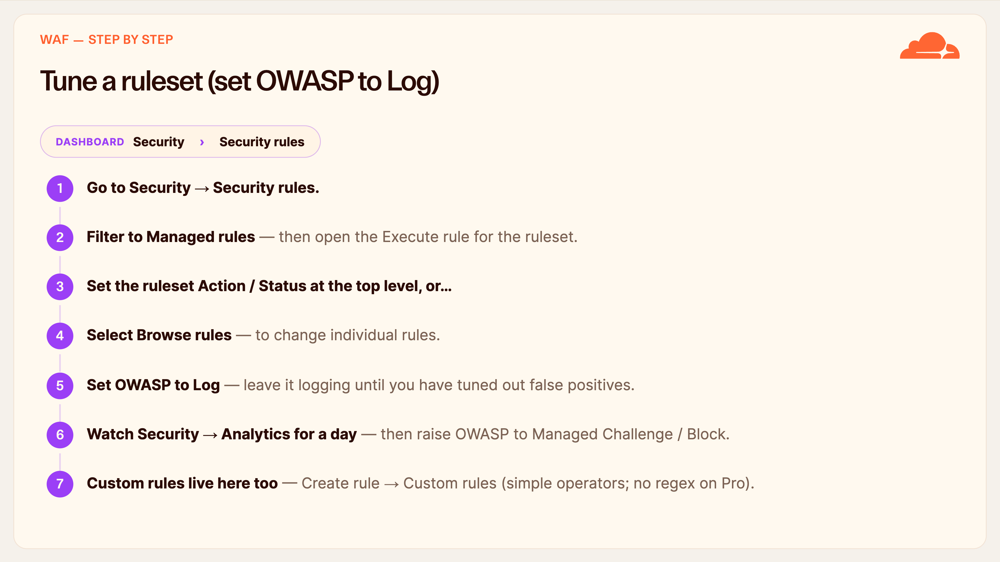 WAF — STEP BY STEP
Tune a ruleset (set OWASP to Log)
DASHBOARD Security › Security rules
1 Go to Security → Security rules.
2 Filter to Managed rules — then open the Execute rule for the ruleset.
3 Set the ruleset Action / Status at the top level, or…
4 Select Browse rules — to change individual rules.
5 Set OWASP to Log — leave it logging until you have tuned out false positives.
6 Watch Security → Analytics for a day — then raise OWASP to Managed Challenge / Block.
7 Custom rules live here too — Create rule → Custom rules (simple operators; no regex on Pro).